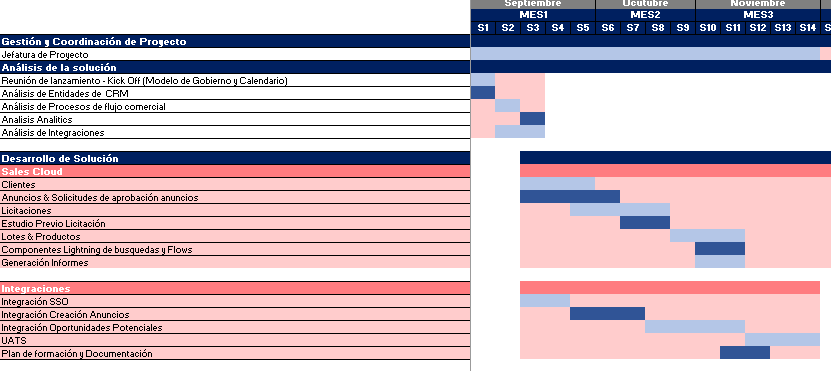 Septiembre Ocutubre Noviembre
MES1 MES2 MES3
S1 S2 S3 S4 S5 S6 S7 S8 S9 S10 S11 S12 S13 S14 S
Gestión y Coordinación de Proyecto
Jefatura de Proyecto
Análisis de la solución
Reunión de lanzamiento - Kick Off (Modelo de Gobierno y Calendario)
Análisis de Entidades de CRM
Análisis de Procesos de flujo comercial
Analisis Analitics
Análisis de Integraciones
Desarrollo de Solución
Sales Cloud
Clientes
Anuncios & Solicitudes de aprobación anuncios
Licitaciones
Estudio Previo Licitación
Lotes & Productos
Componentes Lightning de busquedas y Flows
Generación Informes
Integraciones
Integración SSO
Integración Creación Anuncios
Integración Oportunidades Potenciales
UATS
Plan de formación y Documentación